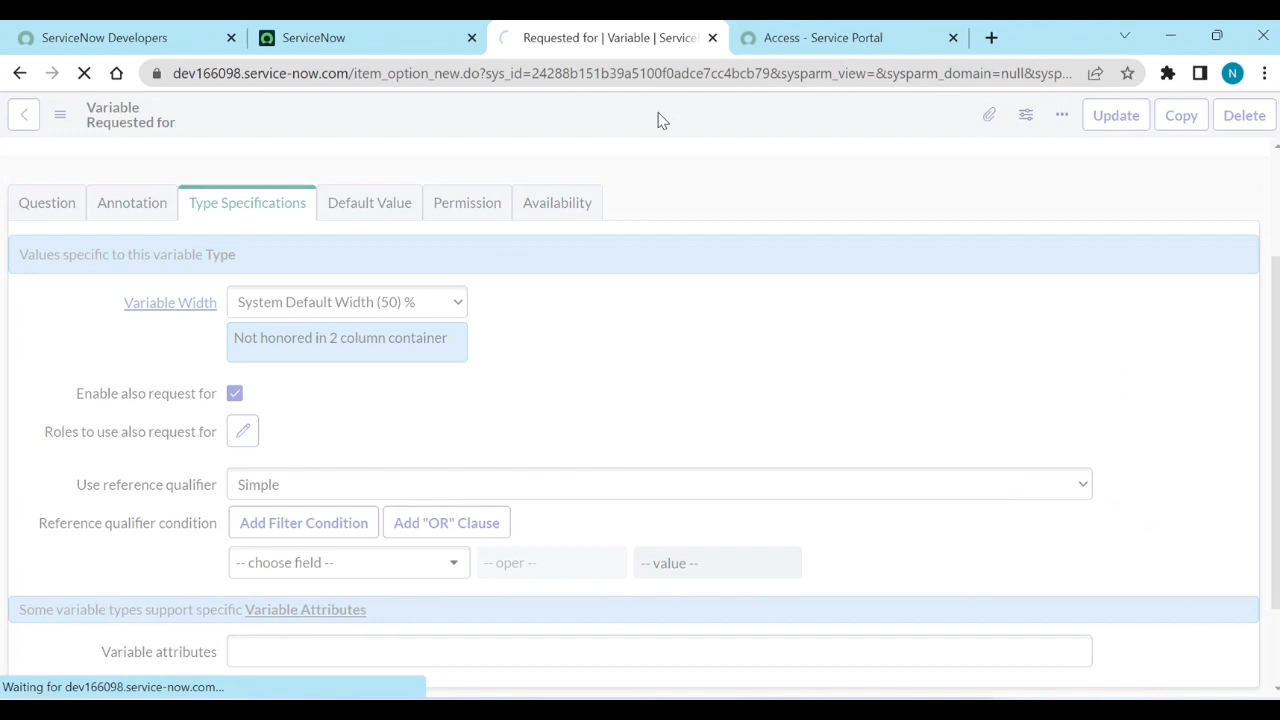 ServiceNow Developers
ServiceNow
Requested for | Variable | Service
Access - Service Portal
dev166098.service-now.com/item_option_new.do?sys_id=24288b151b39a5100f0adce7cc4bcb79&sysparm_view=&sysparm_domain=null&sysp...
N
Variable
Requested for
Update
Copy
Delete
Question
Annotation
Type Specifications
Default Value
Permission
Availability
Values specific to this variable Type
Variable Width
System Default Width (50) %
Not honored in 2 column container
Enable also request for
Roles to use also request for
Use reference qualifier
Simple
Reference qualifier condition
Add Filter Condition
Add "OR" Clause
-- choose field --
-- oper --
-- value --
Some variable types support specific Variable Attributes
Variable attributes
Waiting for dev166098.service-now.com...